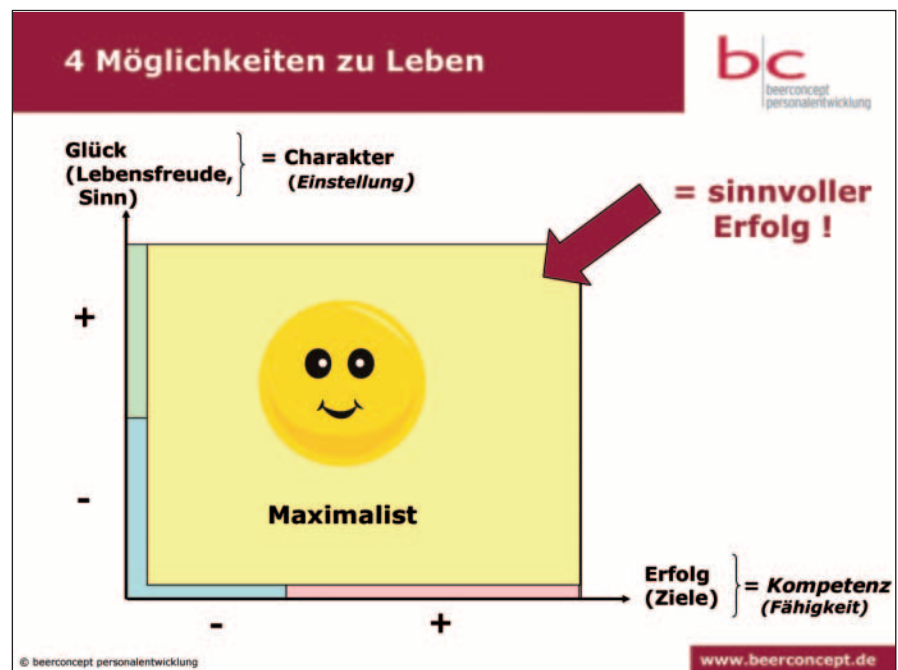 4 Möglichkeiten zu Leben
b|c
beerconcept
personalentwicklung
Glück
(Lebensfreude,
Sinn)
= Charakter
(Einstellung)
= sinnvoller
Erfolg !
+
-
Maximalist
Erfolg
(Ziele)
= Kompetenz
(Fähigkeit)
-
+
© beerconcept personalentwicklung
www.beerconcept.de